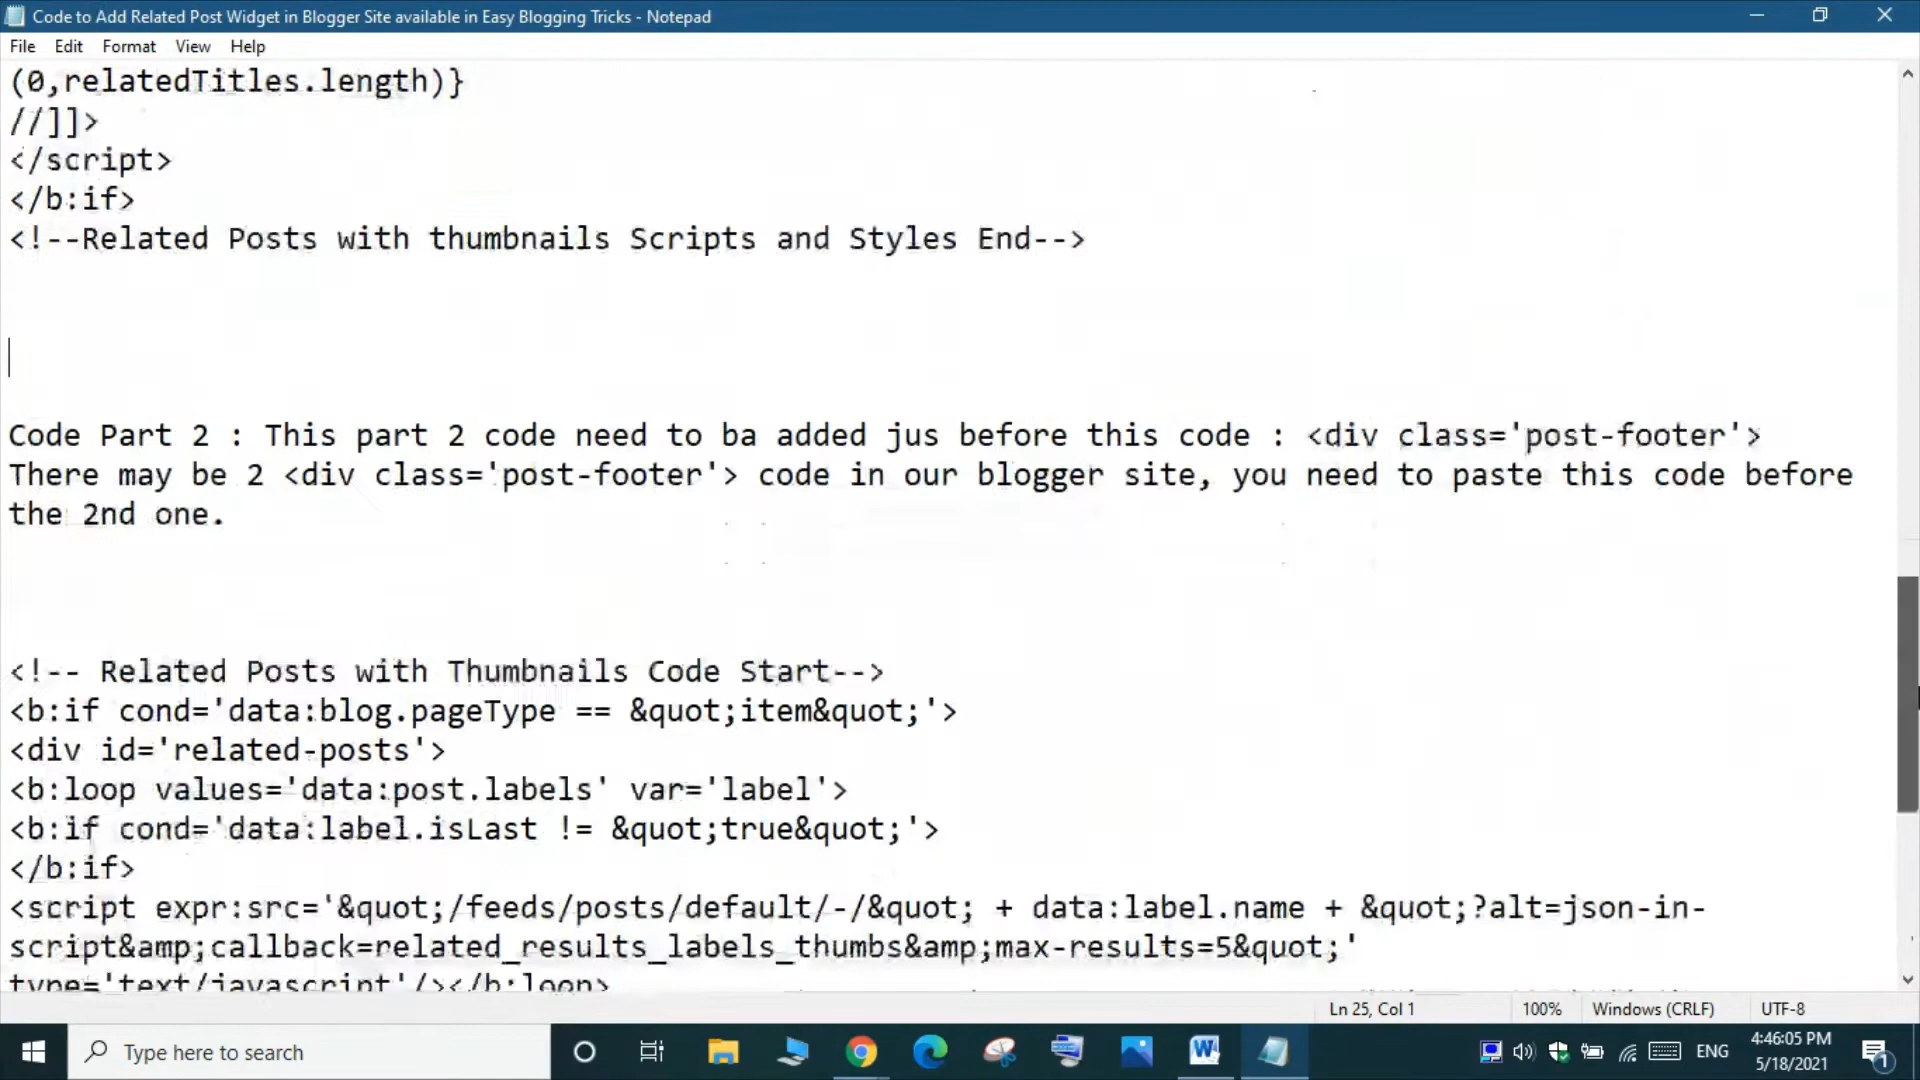 Code to Add Related Post Widget in Blogger Site available in Easy Blogging Tricks - Notepad
File Edit Format View Help
(0,relatedTitles.length)}
//]]>
</script>
</b:if>
<!--Related Posts with thumbnails Scripts and Styles End-->
Code Part 2 : This part 2 code need to ba added jus before this code : <div class='post-footer'>
There may be 2 <div class='post-footer'> code in our blogger site, you need to paste this code before
the 2nd one.
<!-- Related Posts with Thumbnails Code Start-->
<b:if cond='data:blog.pageType == &quot;item&quot;'>
<div id='related-posts'>
<b:loop values='data:post.labels' var='label'>
<b:if cond='data:label.isLast != &quot;true&quot;'>
</b:if>
<script expr:src='&quot;/feeds/posts/default/-/&quot; + data:label.name + &quot;?alt=json-in-
script&amp;callback=related_results_labels_thumbs&amp;max-results=5&quot;'
type='text/javascript'/></b:loop>
Ln 25, Col 1 100% Windows (CRLF) UTF-8
Type here to search
ENG
4:46:05 PM
5/18/2021
1